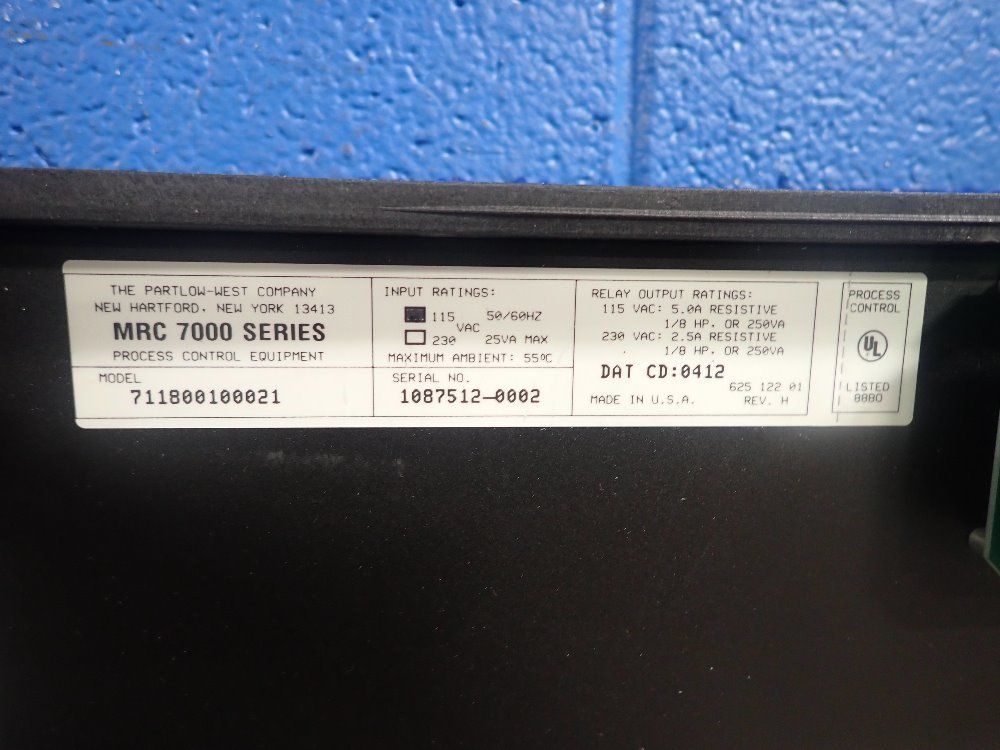 THE PARTLOW-WEST COMPANY
NEW HARTFORD, NEW YORK 13413
MRC 7000 SERIES
PROCESS CONTROL EQUIPMENT
MODEL
711800100021
INPUT RATINGS:
115 50/60HZ
VAC
230 25VA MAX
MAXIMUM AMBIENT: 55ºC
SERIAL NO.
1087512-0002
RELAY OUTPUT RATINGS:
115 VAC: 5.0A RESISTIVE
1/8 HP. OR 250VA
230 VAC: 2.5A RESISTIVE
1/8 HP. OR 250VA
DAT CD:0412
625 122 01
MADE IN U.S.A. REV. H
PROCESS
CONTROL
UL
LISTED
88B0